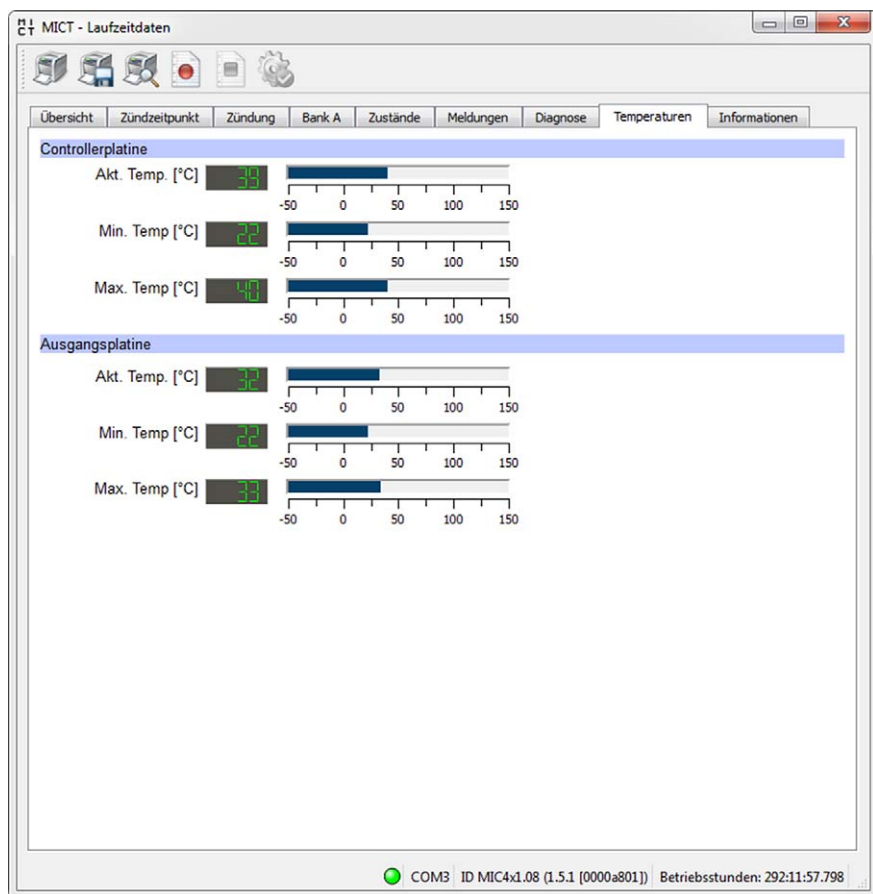 MICT - Laufzeitdaten
Übersicht Zündzeitpunkt Zündung Bank A Zustände Meldungen Diagnose Temperaturen Informationen
Controllerplatine
Akt. Temp. [°C] 39
-50 0 50 100 150
Min. Temp [°C] 22
-50 0 50 100 150
Max. Temp [°C] 40
-50 0 50 100 150
Ausgangsplatine
Akt. Temp. [°C] 32
-50 0 50 100 150
Min. Temp [°C] 22
-50 0 50 100 150
Max. Temp [°C] 33
-50 0 50 100 150
COM3 ID MIC4x1.08 (1.5.1 [0000a801]) Betriebsstunden: 292:11:57.798